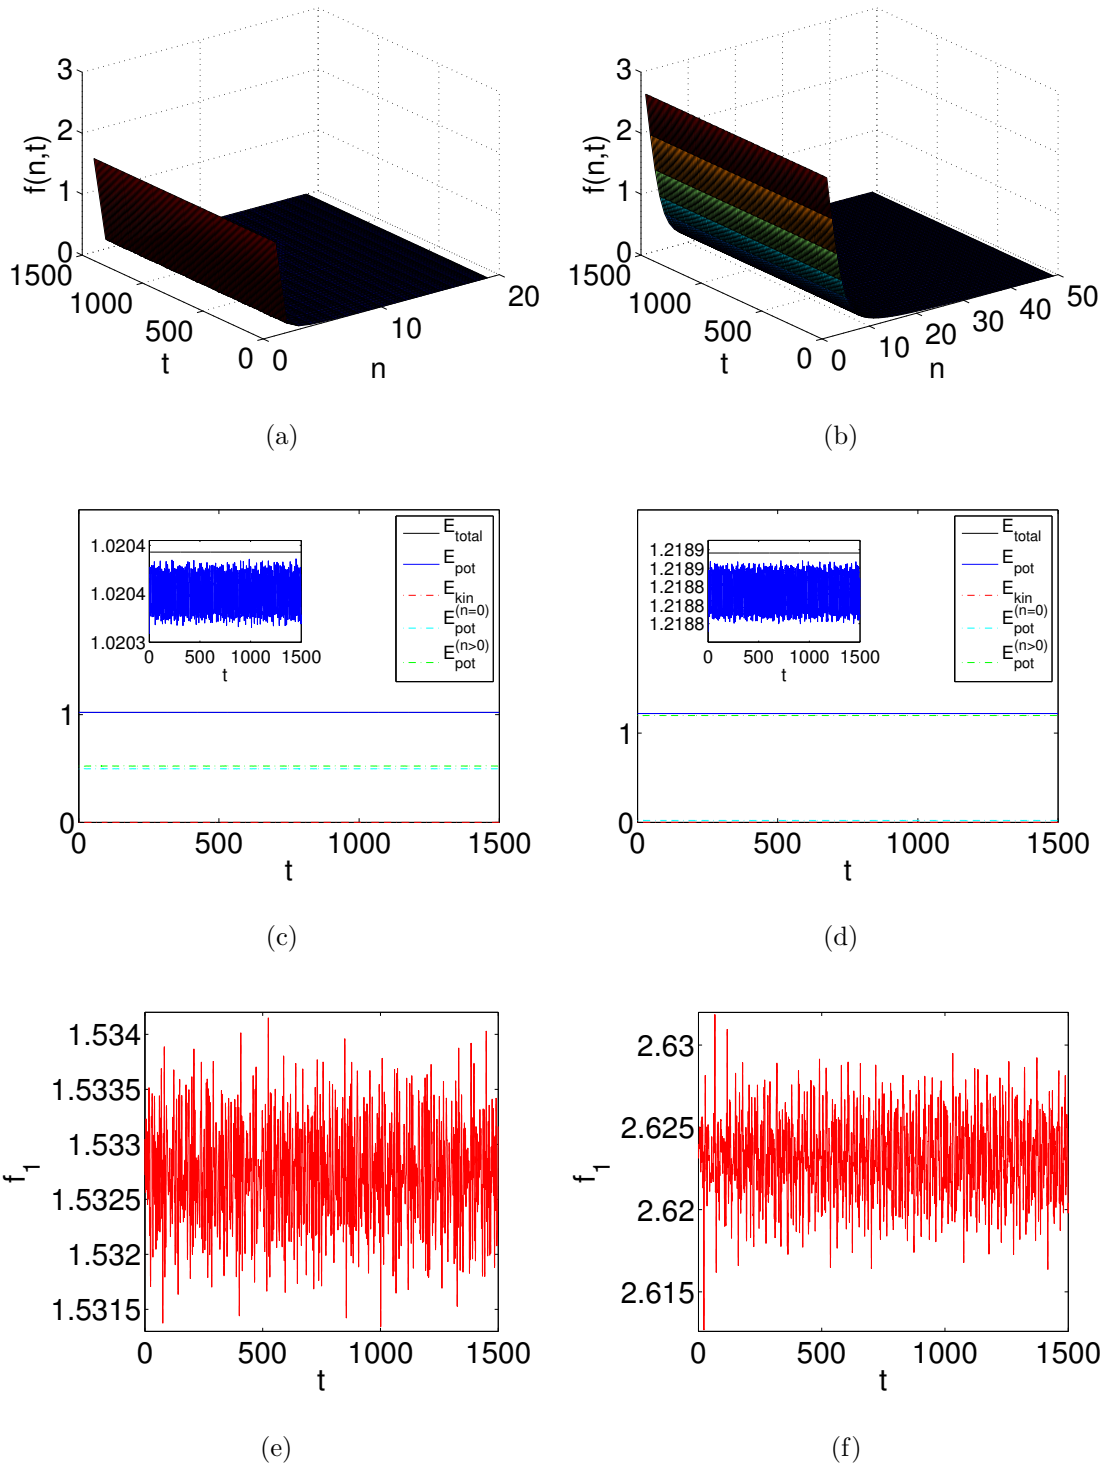 3
2
1
0
f(n,t)
1500
1000
500
0
t
0
10
20
n
(a)
3
2
1
0
f(n,t)
1500
1000
500
0
t
0
10
20
30
40
50
n
(b)
1.0204
1.0204
1.0203
0 500 1000 1500
t
E_total
E_pot
E_kin
E_pot^(n=0)
E_pot^(n>0)
1
0
0 500 1000 1500
t
(c)
1.2189
1.2189
1.2188
1.2188
1.2188
0 500 1000 1500
t
E_total
E_pot
E_kin
E_pot^(n=0)
E_pot^(n>0)
1
0
0 500 1000 1500
t
(d)
1.534
1.5335
1.533
1.5325
1.532
1.5315
f_1
0 500 1000 1500
t
(e)
2.63
2.625
2.62
2.615
f_1
0 500 1000 1500
t
(f)